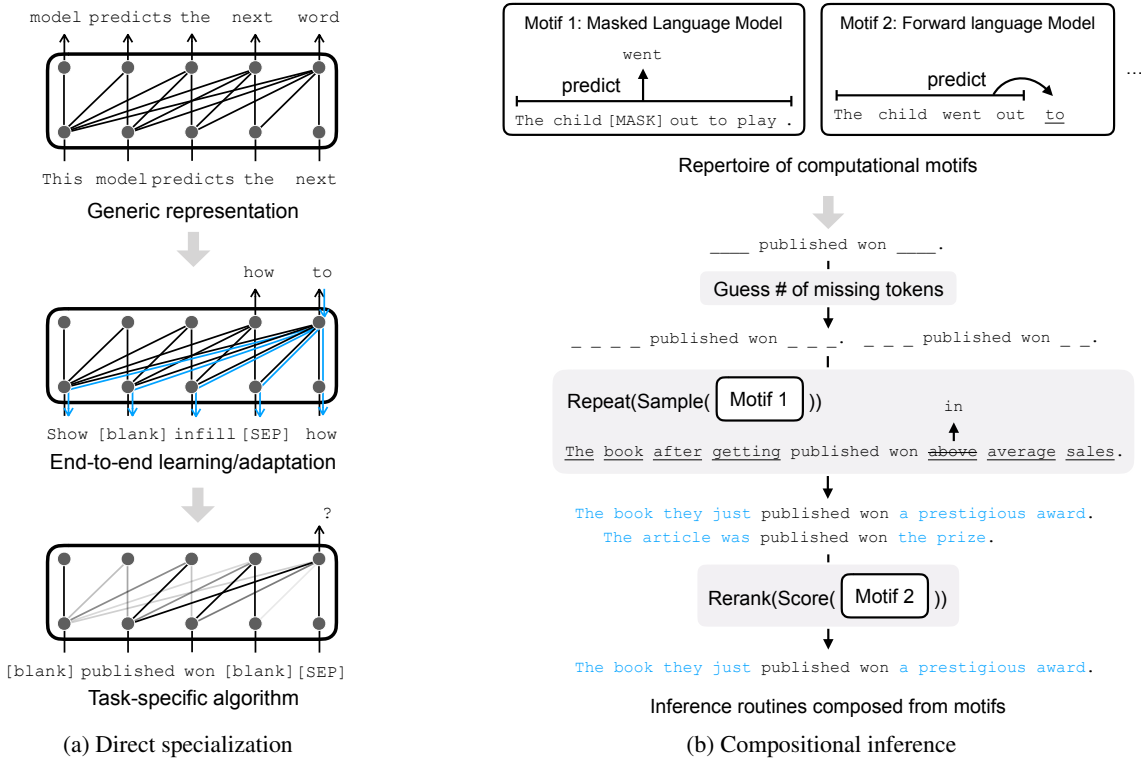 model predicts the next word
This model predicts the next
Generic representation
how to
Show [blank] infill [SEP] how
End-to-end learning/adaptation
?
[blank] published won [blank] [SEP]
Task-specific algorithm
(a) Direct specialization
Motif 1: Masked Language Model
went
predict
The child [MASK] out to play .
Motif 2: Forward language Model
predict
The child went out to
...
Repertoire of computational motifs
____ published won ____.
Guess # of missing tokens
_ _ _ _ published won _ _ _. _ _ _ published won _ _.
Repeat(Sample( Motif 1 ))
in
The book after getting published won above average sales.
The book they just published won a prestigious award.
The article was published won the prize.
Rerank(Score( Motif 2 ))
The book they just published won a prestigious award.
Inference routines composed from motifs
(b) Compositional inference